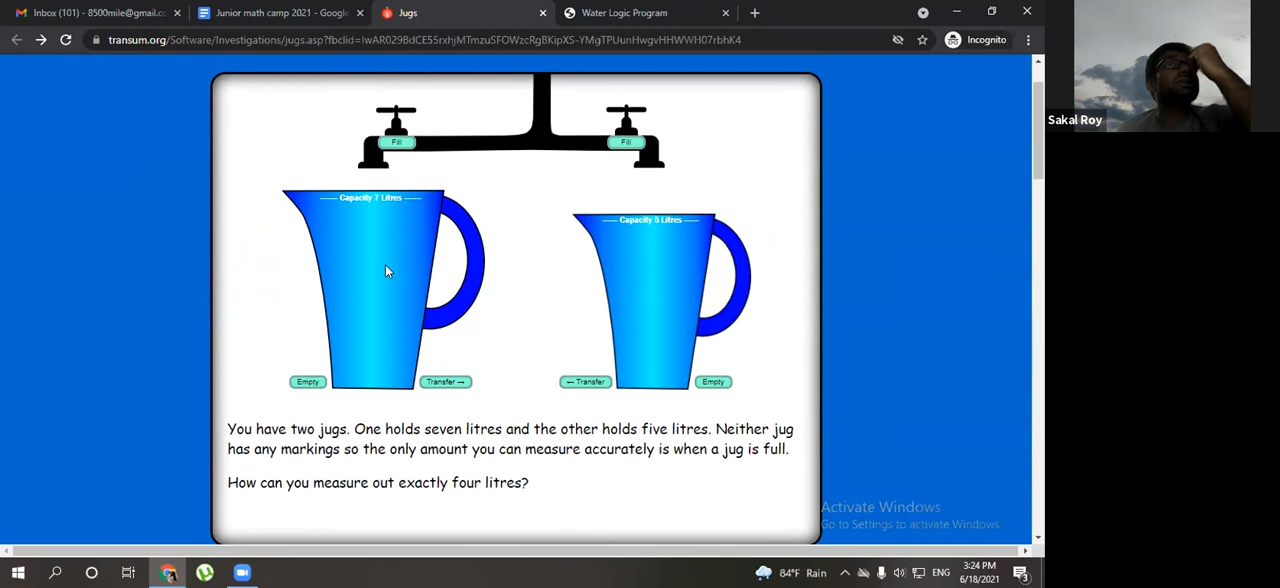 Inbox (101) - 8500mile@gmail.co
Junior math camp 2021 - Google
Jugs
Water Logic Program
transum.org/Software/Investigations/jugs.asp?fbclid=IwAR029BdCE55rxhjMTmzuSFOWzcRgBKipXS-YMgTPUunHwgvHHWWH07rbhK4
Incognito
Sakal Roy
Fill
Fill
Capacity 7 Litres
Capacity 5 Litres
Empty
Transfer →
← Transfer
Empty
You have two jugs. One holds seven litres and the other holds five litres. Neither jug
has any markings so the only amount you can measure accurately is when a jug is full.
How can you measure out exactly four litres?
Activate Windows
Go to Settings to activate Windows.
84°F Rain
ENG
3:24 PM
6/18/2021
3